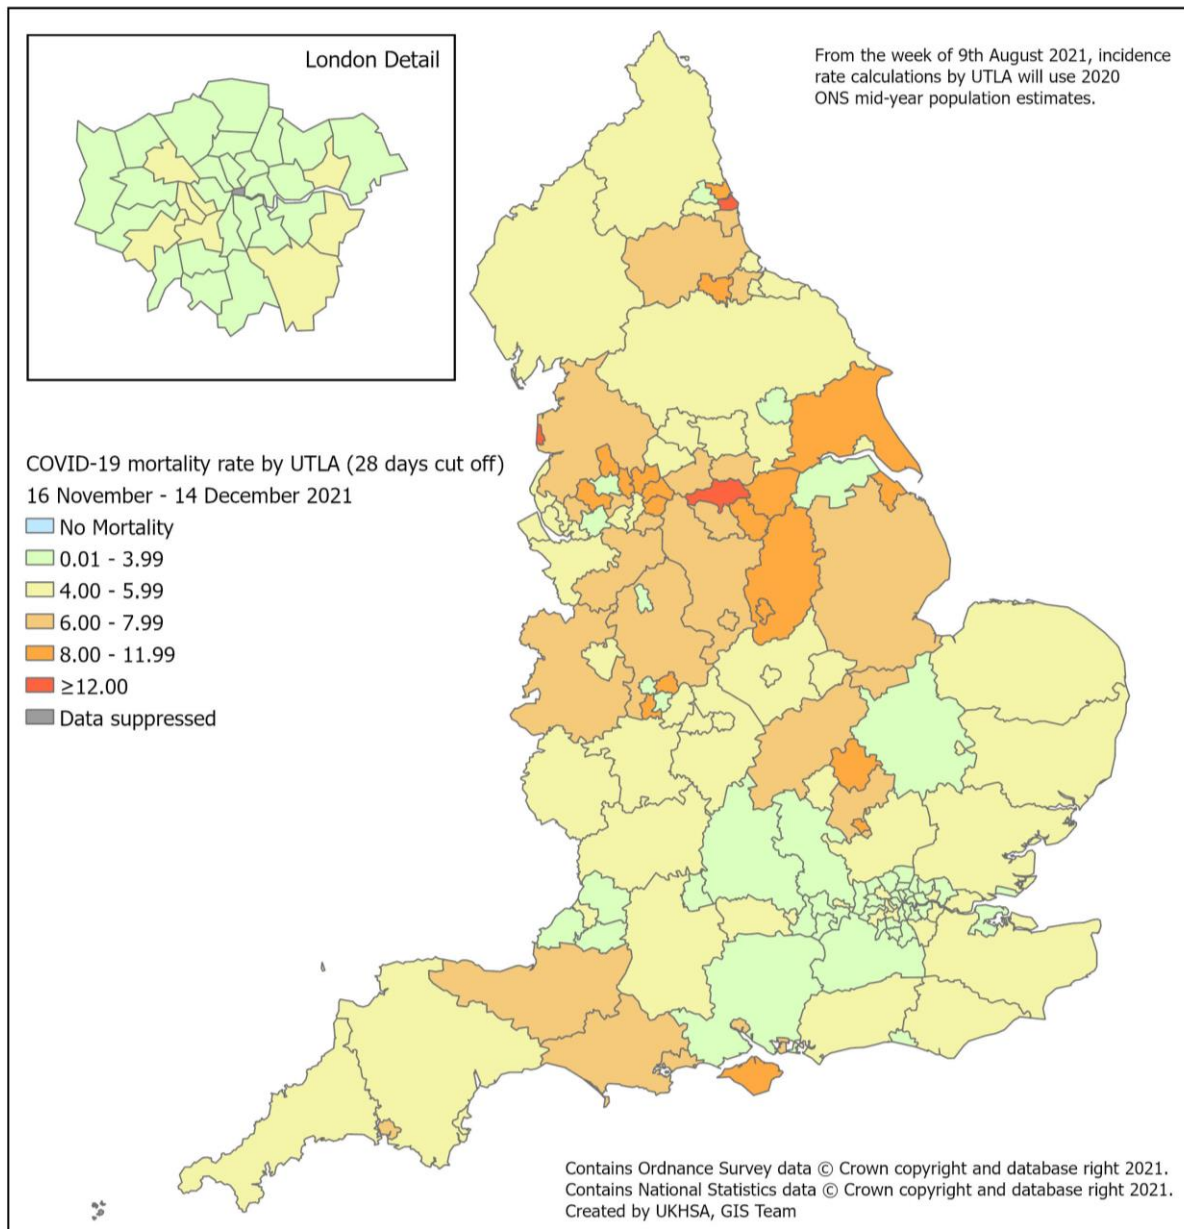 London Detail
From the week of 9th August 2021, incidence
rate calculations by UTLA will use 2020
ONS mid-year population estimates.
COVID-19 mortality rate by UTLA (28 days cut off)
16 November - 14 December 2021
No Mortality
0.01 - 3.99
4.00 - 5.99
6.00 - 7.99
8.00 - 11.99
≥12.00
Data suppressed
Contains Ordnance Survey data © Crown copyright and database right 2021.
Contains National Statistics data © Crown copyright and database right 2021.
Created by UKHSA, GIS Team